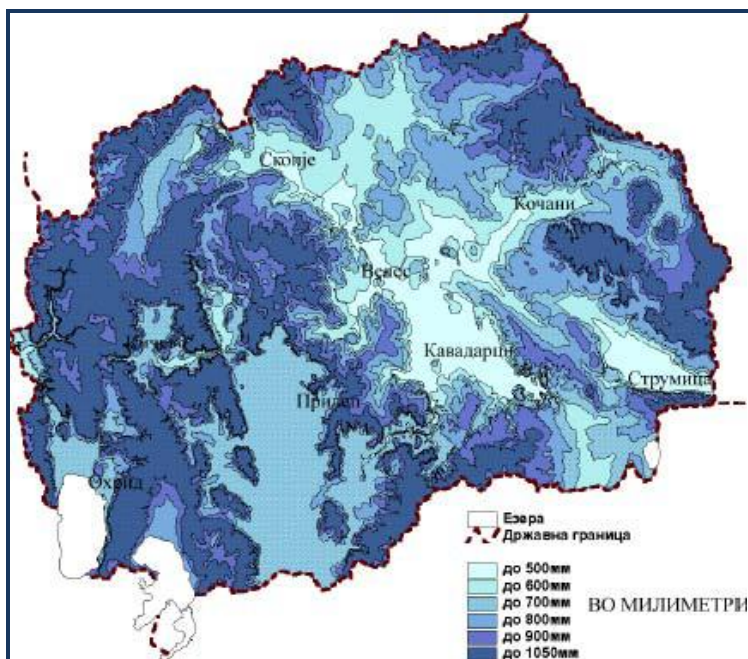 Скопје
Кочани
Велес
Кавадарци
Струмица
Прилеп
Охрид
Езера
Државна граница
до 500мм
до 600мм
до 700мм
до 800мм
до 900мм
до 1050мм
ВО МИЛИМЕТРИ